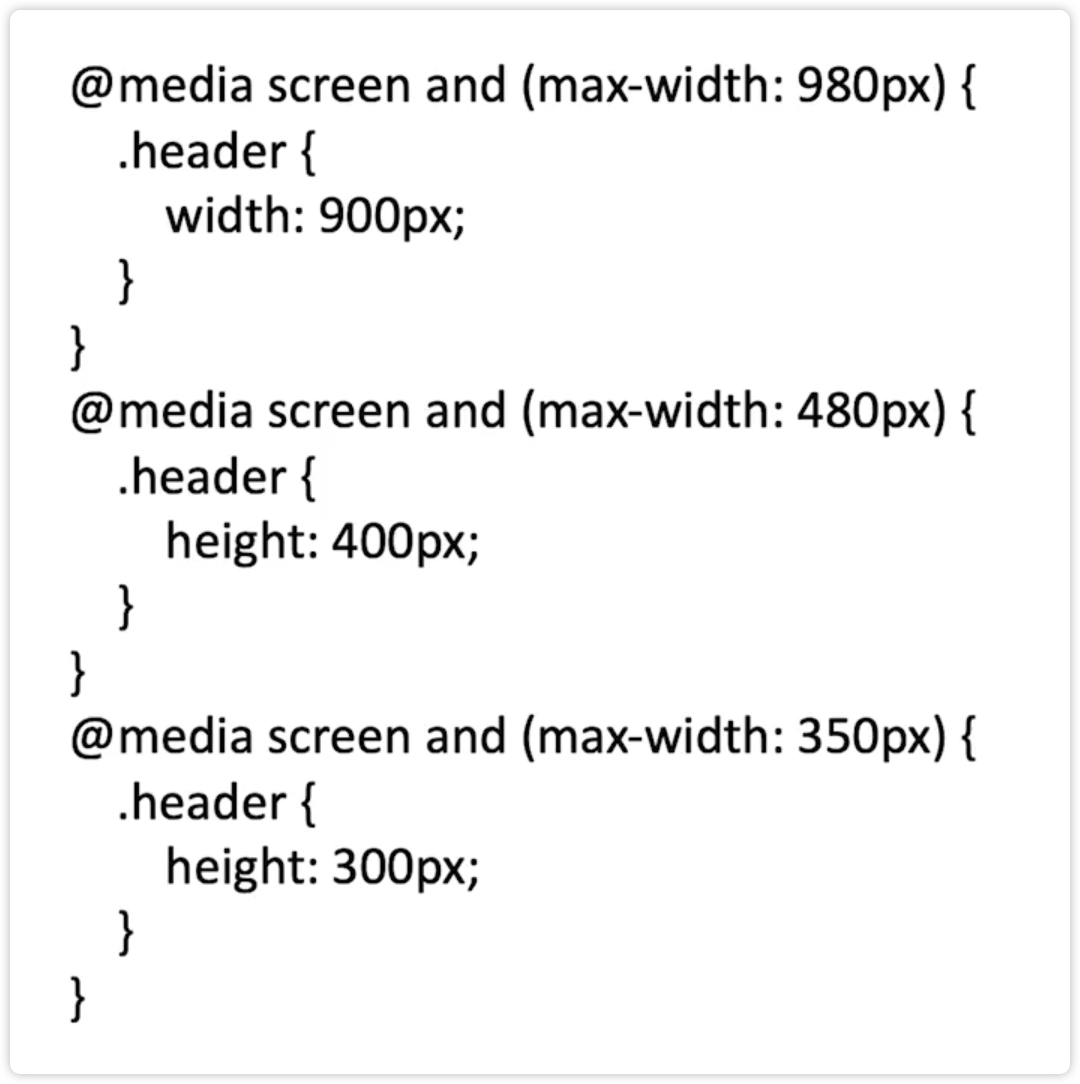 @media screen and (max-width: 980px) {
.header {
width: 900px;
}
}
@media screen and (max-width: 480px) {
.header {
height: 400px;
}
}
@media screen and (max-width: 350px) {
.header {
height: 300px;
}
}